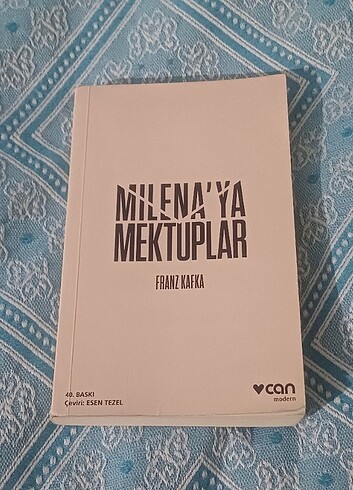 MILENA'YA
MEKTUPLAR
FRANZ KAFKA
40. BASKI
Çeviri: ESEN TEZEL
can
modern